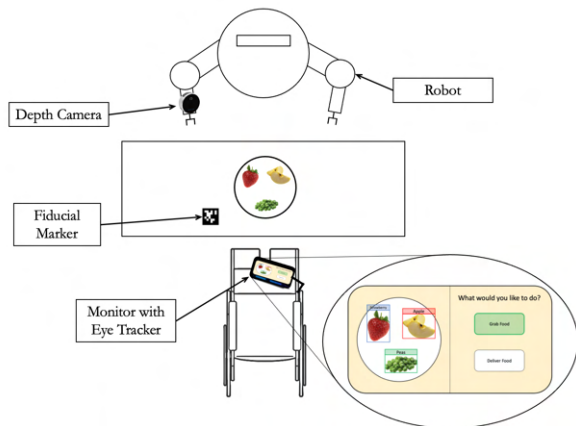 Depth Camera
Robot
Fiducial
Marker
Monitor with
Eye Tracker
What would you like to do?
Strawberry
Apple
Peas
Grab Food
Deliver Food